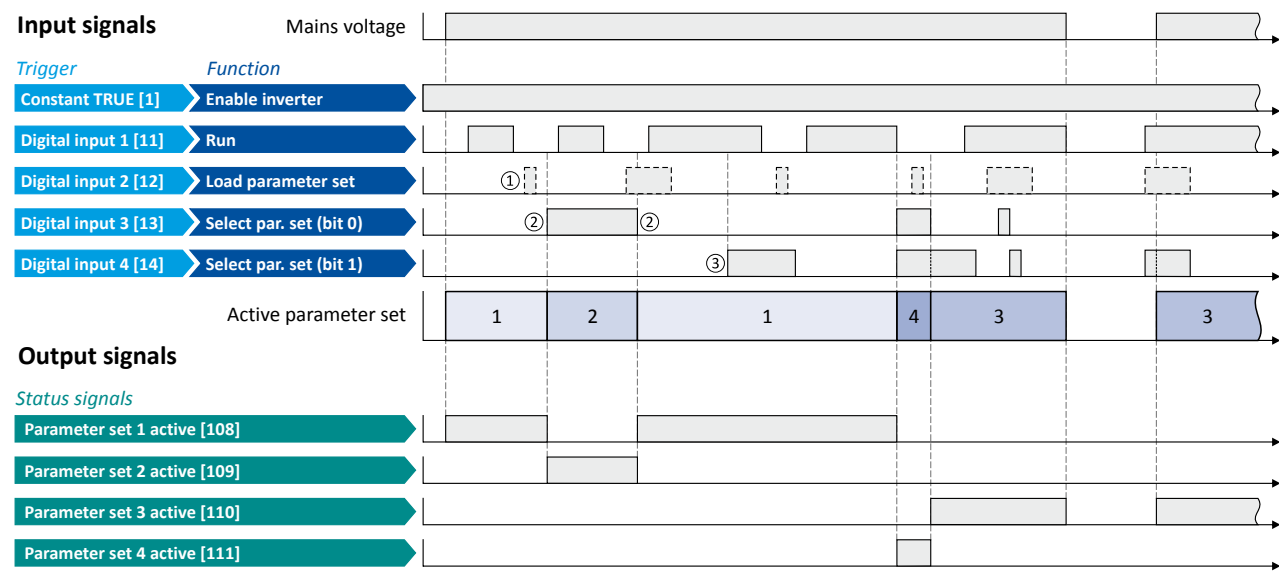 Input signals
Mains voltage
Trigger
Function
Constant TRUE [1]
Enable inverter
Digital input 1 [11]
Run
Digital input 2 [12]
Load parameter set
①
Digital input 3 [13]
Select par. set (bit 0)
②
②
Digital input 4 [14]
Select par. set (bit 1)
③
Active parameter set
1
2
1
4
3
3
Output signals
Status signals
Parameter set 1 active [108]
Parameter set 2 active [109]
Parameter set 3 active [110]
Parameter set 4 active [111]